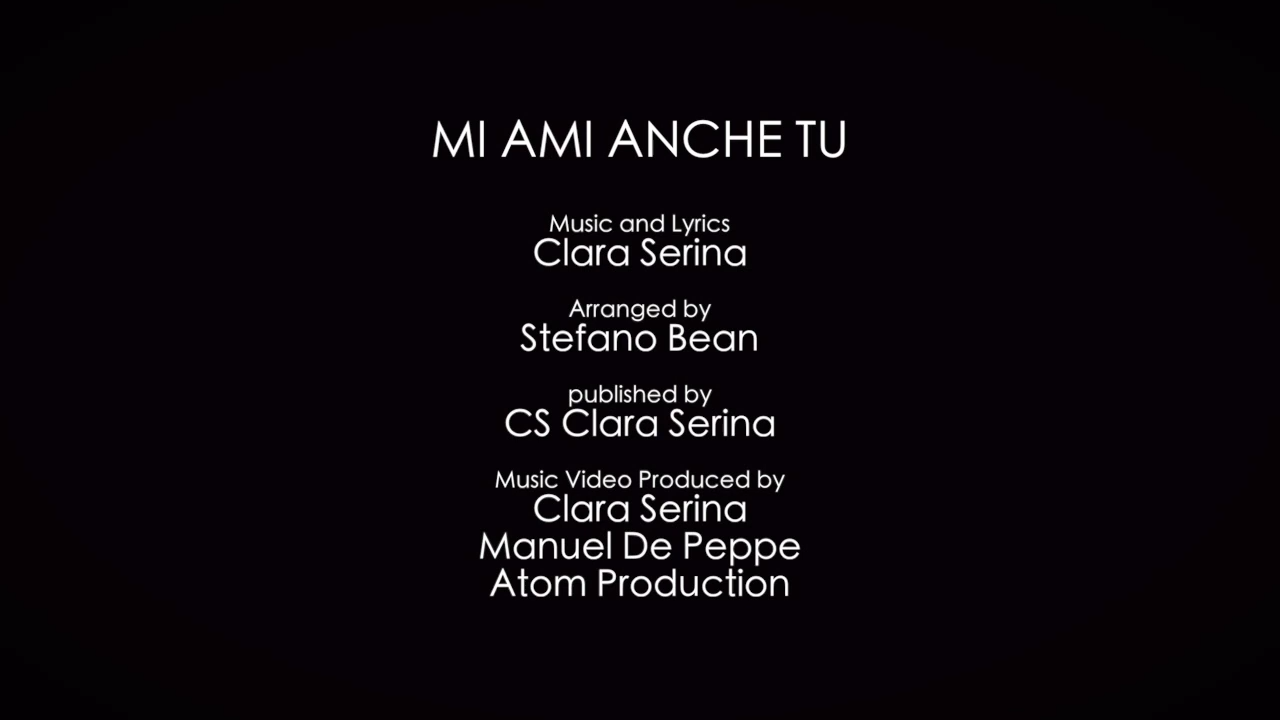 MI AMI ANCHE TU
Music and Lyrics
Clara Serina
Arranged by
Stefano Bean
published by
CS Clara Serina
Music Video Produced by
Clara Serina
Manuel De Peppe
Atom Production